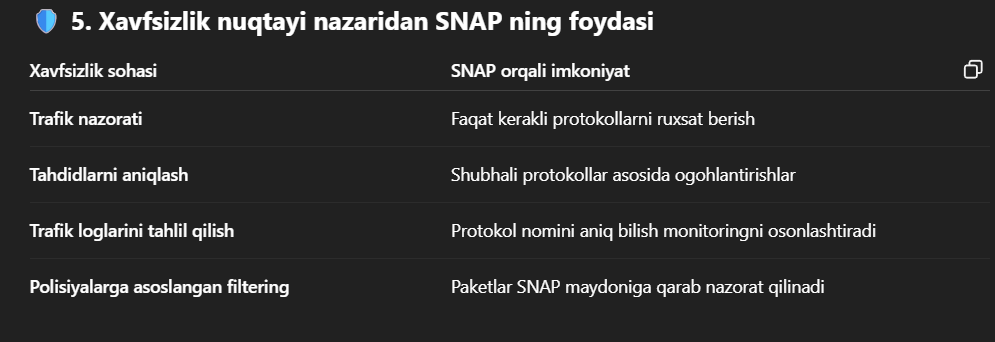 🛡️ 5. Xavfsizlik nuqtayi nazaridan SNAP ning foydasi
Xavfsizlik sohasi SNAP orqali imkoniyat
Trafik nazorati Faqat kerakli protokollarni ruxsat berish
Tahdidlarni aniqlash Shubhali protokollar asosida ogohlantirishlar
Trafik loglarini tahlil qilish Protokol nomini aniq bilish monitoringni osonlashtiradi
Polisiyalarga asoslangan filtering Paketlar SNAP maydoniga qarab nazorat qilinadi